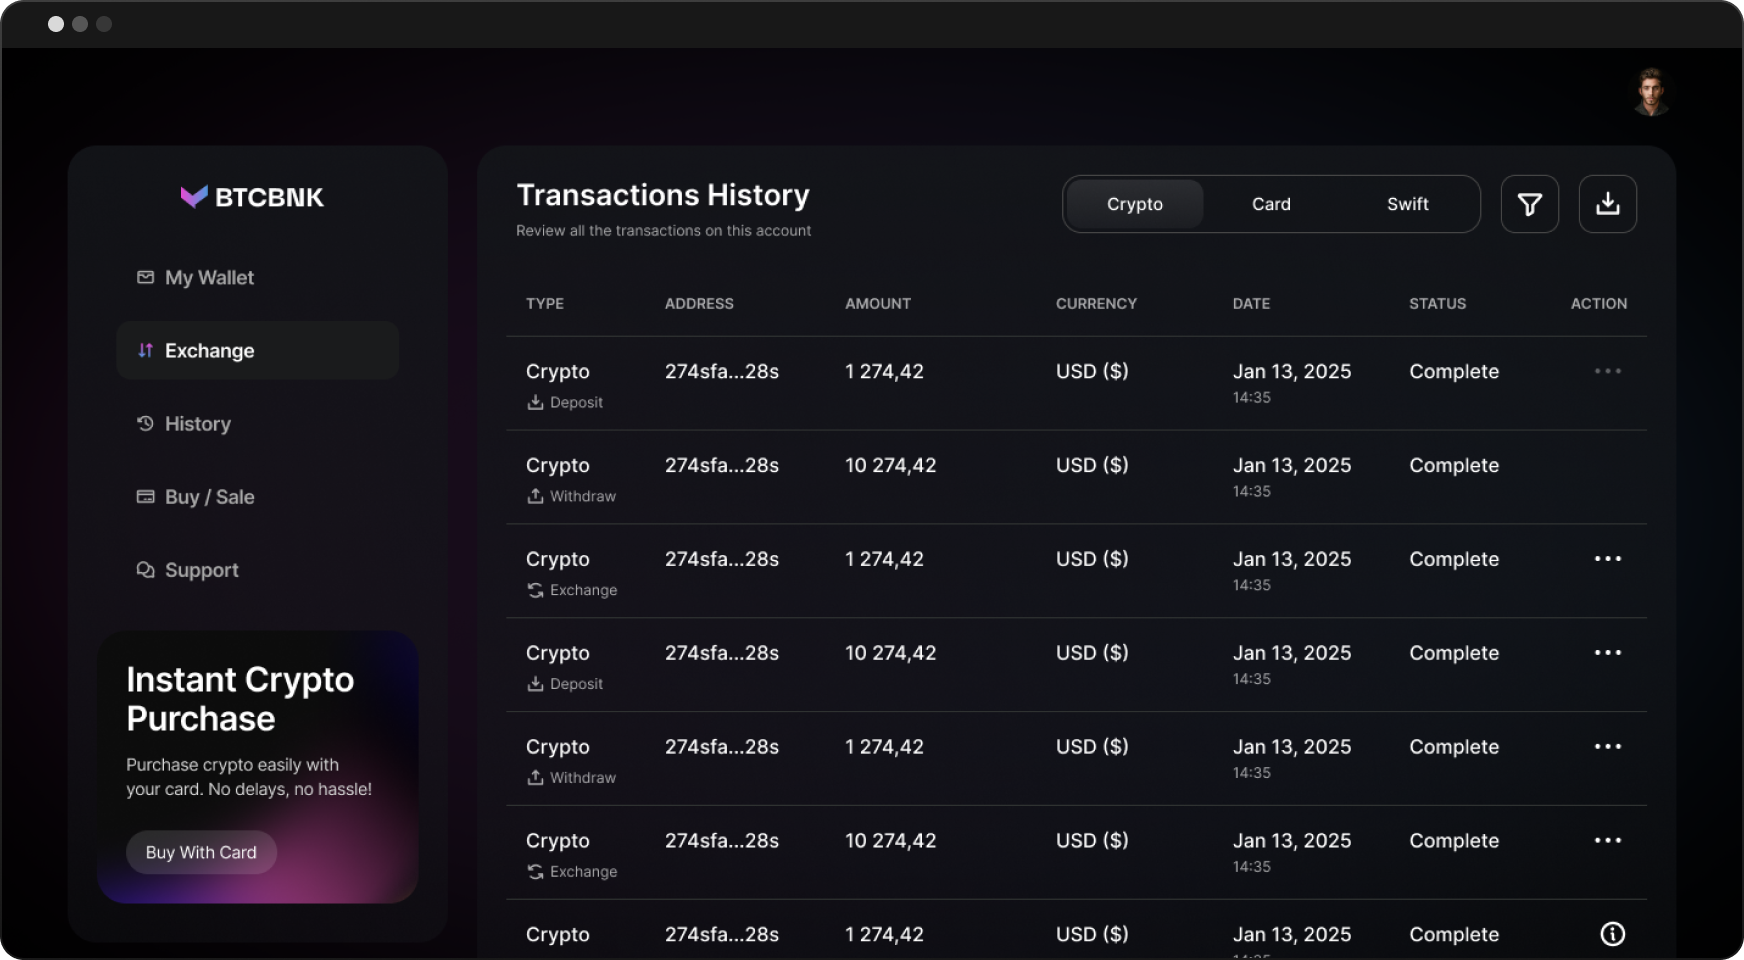 BTCBNK
My Wallet
Exchange
History
Buy / Sale
Support
Instant Crypto
Purchase
Purchase crypto easily with
your card. No delays, no hassle!
Buy With Card
Transactions History
Review all the transactions on this account
Crypto Card Swift
TYPE ADDRESS AMOUNT CURRENCY DATE STATUS ACTION
Crypto 274sfa...28s 1 274,42 USD ($) Jan 13, 2025 Complete
Deposit 14:35
Crypto 274sfa...28s 10 274,42 USD ($) Jan 13, 2025 Complete
Withdraw 14:35
Crypto 274sfa...28s 1 274,42 USD ($) Jan 13, 2025 Complete
Exchange 14:35
Crypto 274sfa...28s 10 274,42 USD ($) Jan 13, 2025 Complete
Deposit 14:35
Crypto 274sfa...28s 1 274,42 USD ($) Jan 13, 2025 Complete
Withdraw 14:35
Crypto 274sfa...28s 10 274,42 USD ($) Jan 13, 2025 Complete
Exchange 14:35
Crypto 274sfa...28s 1 274,42 USD ($) Jan 13, 2025 Complete